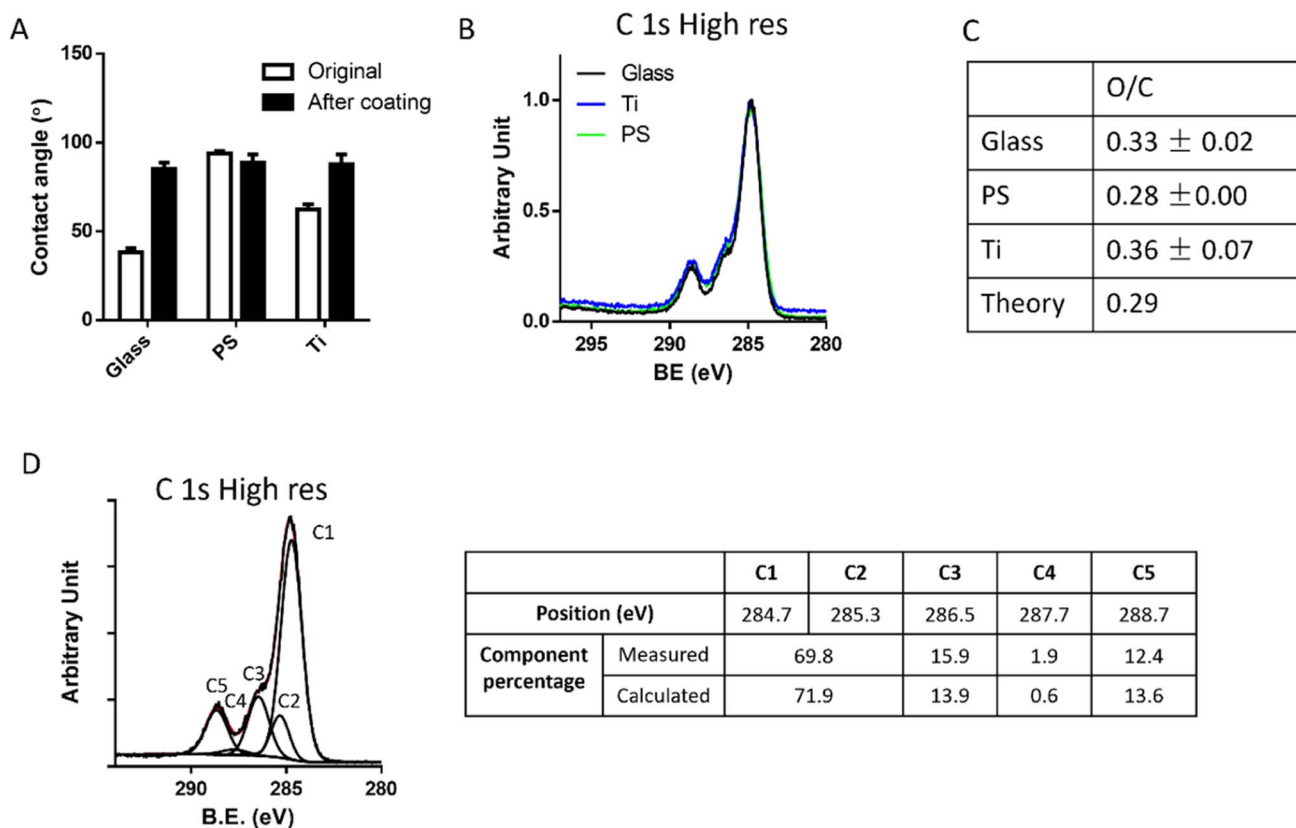 A
Contact angle (°)
150
100
50
0
Original
After coating
Glass
PS
Ti
B
C 1s High res
Arbitrary Unit
1.0
0.5
0.0
Glass
Ti
PS
295
290
285
280
BE (eV)
C
O/C
Glass 0.33 ± 0.02
PS 0.28 ±0.00
Ti 0.36 ± 0.07
Theory 0.29
D
C 1s High res
Arbitrary Unit
C1
C3
C5
C4
C2
290
285
280
B.E. (eV)
C1 C2 C3 C4 C5
Position (eV) 284.7 285.3 286.5 287.7 288.7
Component percentage
Measured 69.8 15.9 1.9 12.4
Calculated 71.9 13.9 0.6 13.6